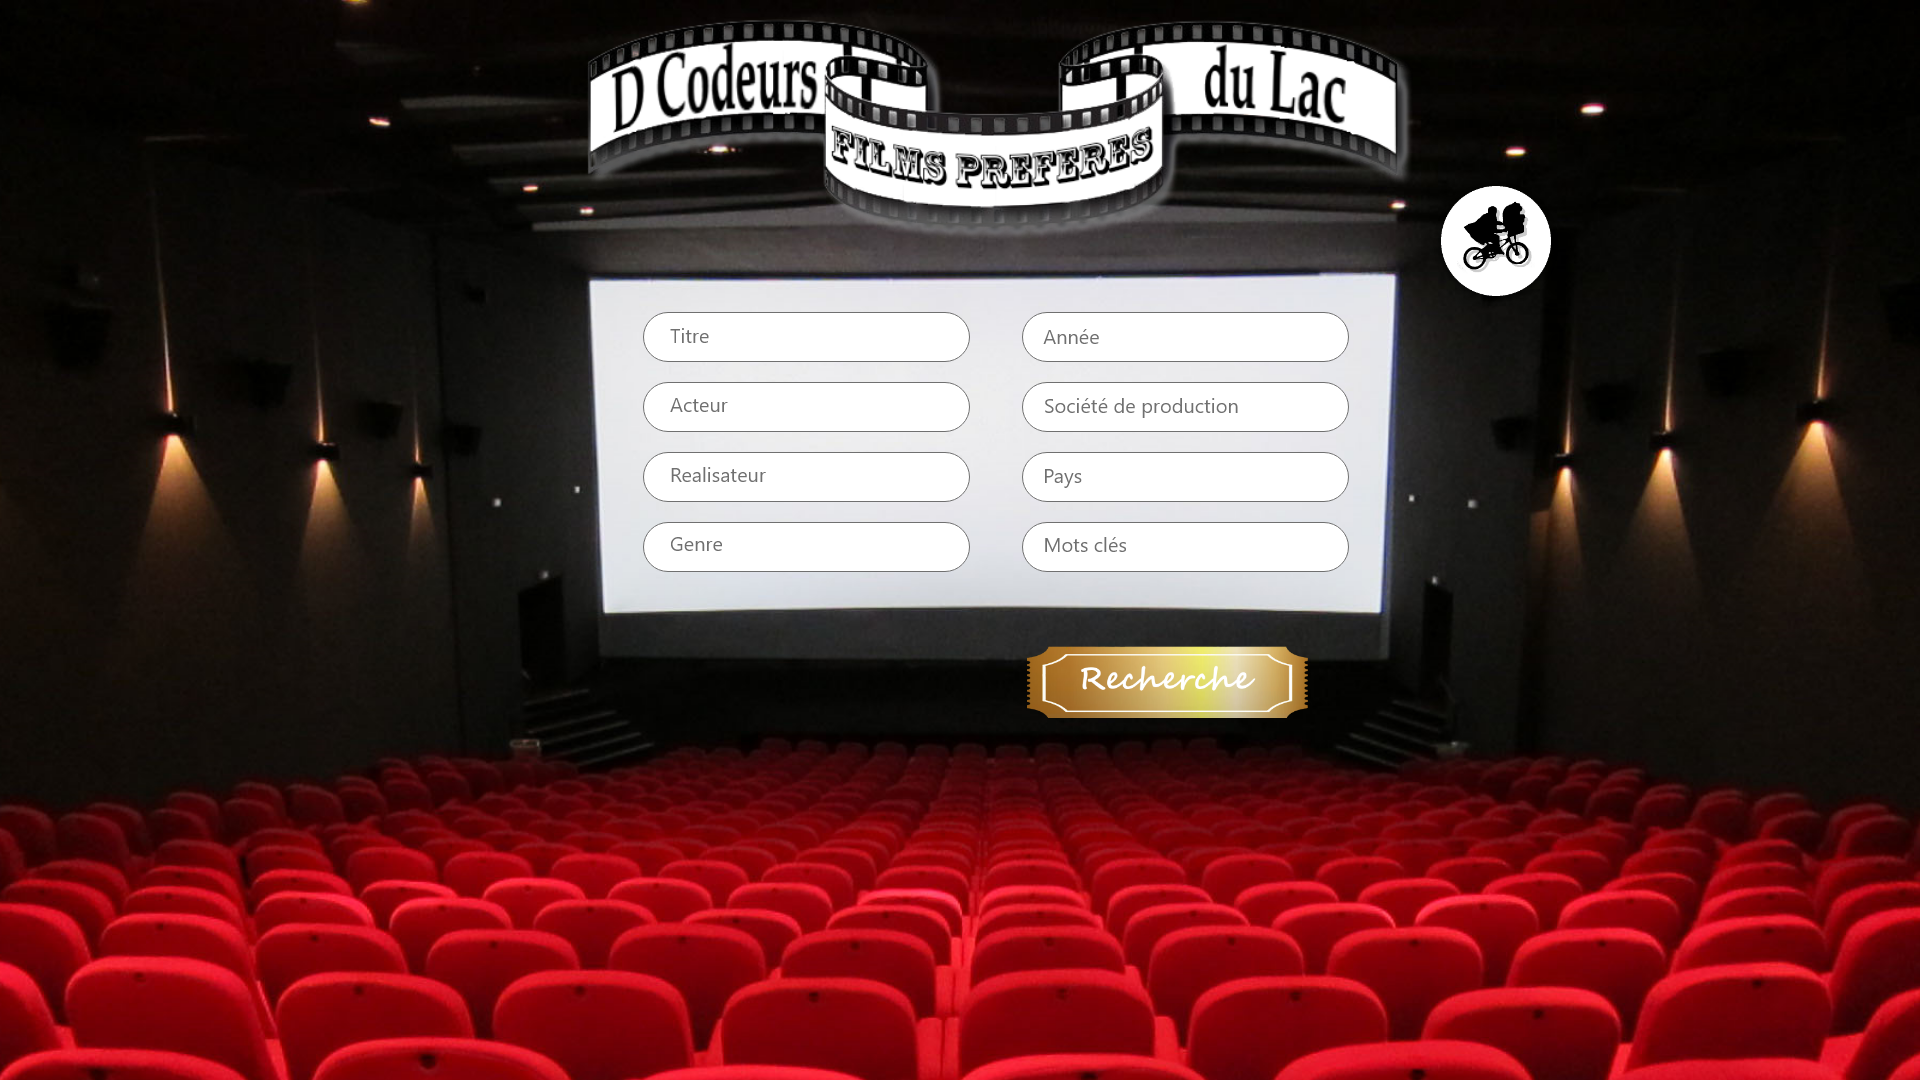 D Codeurs
du Lac
FILMS PREFERES
Titre
Année
Acteur
Société de production
Realisateur
Pays
Genre
Mots clés
Recherche